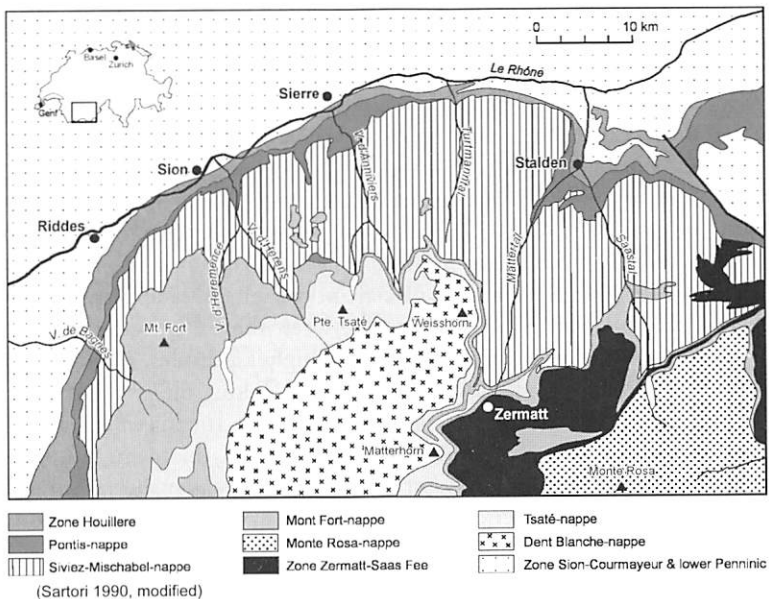 Basel
Zürich
Genf
0 10 km
Le Rhône
Sierre
Sion
Riddes
Stalden
V. d'Anniviers
Turtmanntal
V. d'Hérémence
V. d'Hérens
Mattertal
Saastal
V. de Bagnes
Mt. Fort
Pte. Tsaté
Weisshorn
Zermatt
Matterhorn
Monte Rosa
Zone Houillere
Pontis-nappe
Siviez-Mischabel-nappe
Mont Fort-nappe
Monte Rosa-nappe
Zone Zermatt-Saas Fee
Tsaté-nappe
Dent Blanche-nappe
Zone Sion-Courmayeur & lower Penninic
(Sartori 1990, modified)